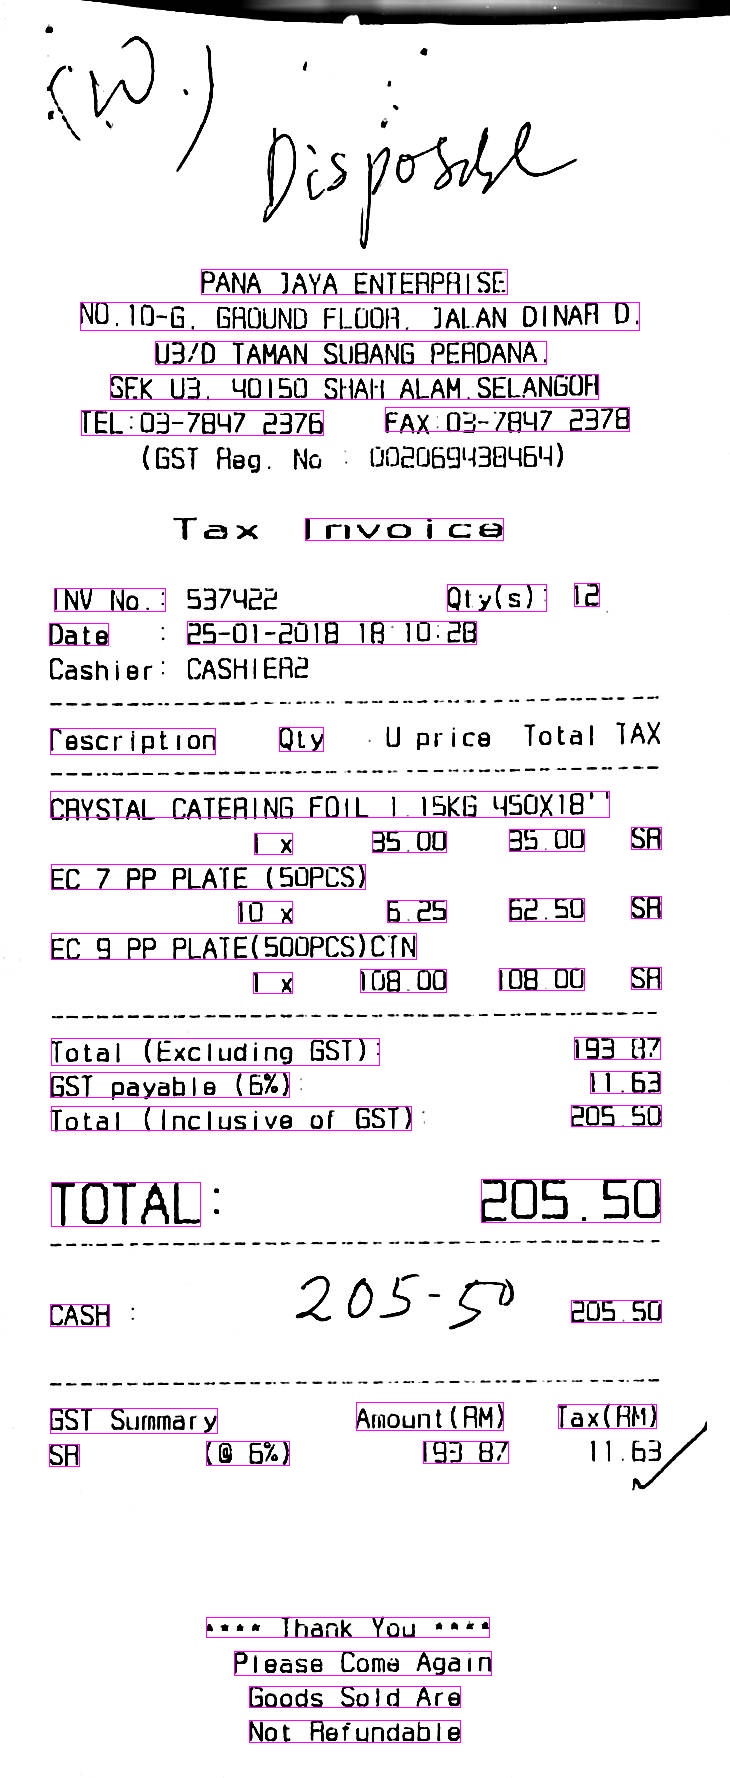 (W.)
PANA JAYA ENTERPRISE
NO.10-G, GROUND FLOOR, JALAN DINAR D,
U3/D TAMAN SUBANG PERDANA,
SEK U3, 40150 SHAH ALAM SELANGOR
TEL:03-7847 2376 FAX:03-7847 2378
(GST Reg. No : 002069438464)
Tax Invoice
INV No.: 537422 Qty(s): 12
Date : 25-01-2018 18:10:28
Cashier: CASHIER2
Description Qty U price Total TAX
CRYSTAL CATERING FOIL 1.15KG 450X18''
1 x 35.00 35.00 SR
EC 7 PP PLATE (50PCS)
10 x 6.25 62.50 SR
EC 9 PP PLATE(500PCS)CTN
1 x 108.00 108.00 SR
Total (Excluding GST): 193.87
GST payable (6%): 11.63
Total (Inclusive of GST): 205.50
TOTAL: 205.50
CASH : 205-50 205.50
GST Summary Amount(RM) Tax(RM)
SR (@ 6%) 193.87 11.63
**** Thank You ****
Please Come Again
Goods Sold Are
Not Refundable